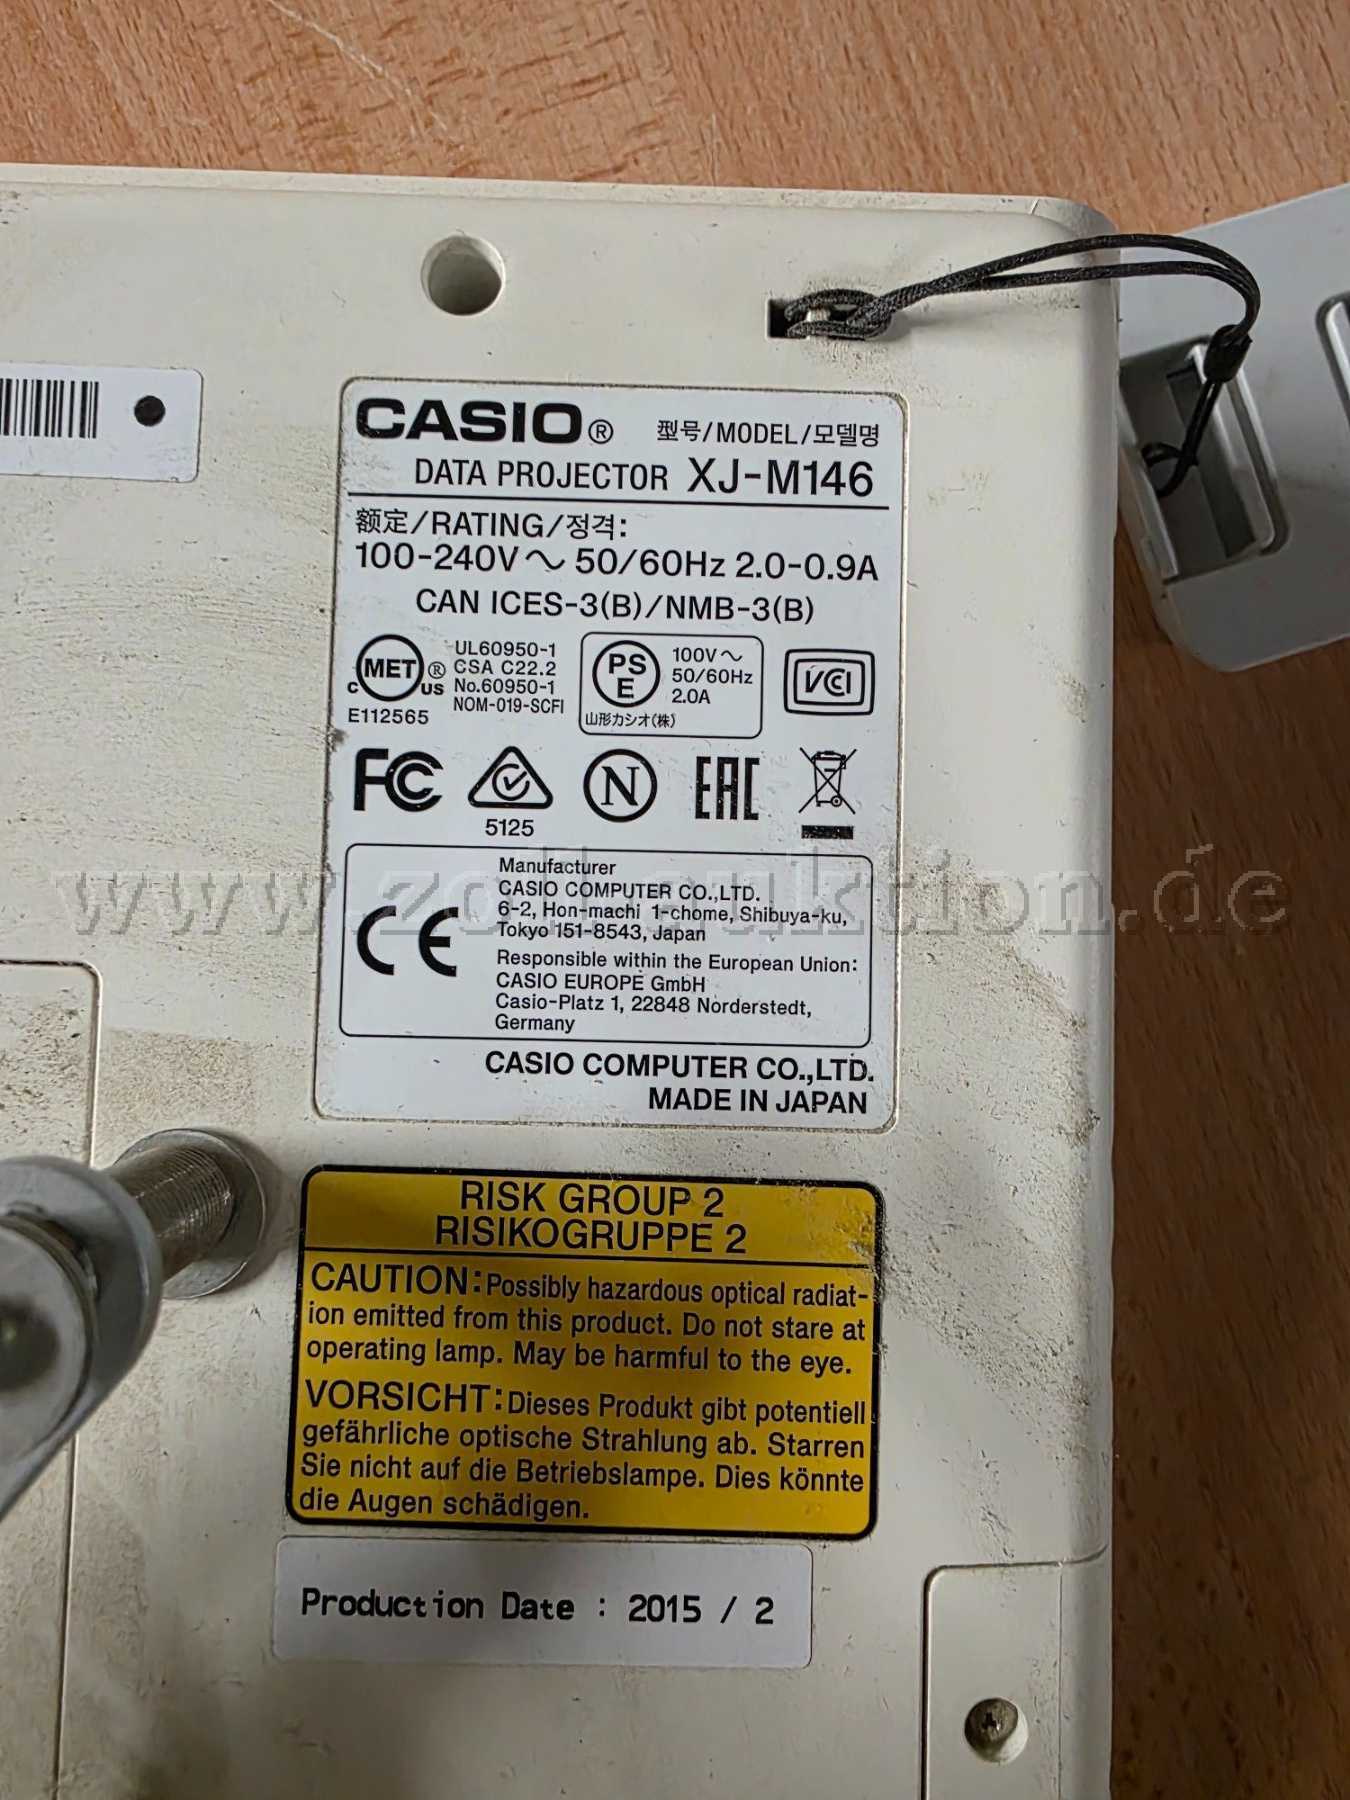 CASIO® 型号/MODEL/모델명
DATA PROJECTOR XJ-M146
额定/RATING/정격:
100-240V～ 50/60Hz 2.0-0.9A
CAN ICES-3(B)/NMB-3(B)
C MET ® US
E112565
UL60950-1
CSA C22.2
No.60950-1
NOM-019-SCFI
PS
E
100V～
50/60Hz
2.0A
山形カシオ(株)
VCI
FC
5125
N
EAC
CE
Manufacturer
CASIO COMPUTER CO.,LTD.
6-2, Hon-machi 1-chome, Shibuya-ku,
Tokyo 151-8543, Japan
Responsible within the European Union:
CASIO EUROPE GmbH
Casio-Platz 1, 22848 Norderstedt,
Germany
www.zoll-auktion.de
CASIO COMPUTER CO.,LTD.
MADE IN JAPAN
RISK GROUP 2
RISIKOGRUPPE 2
CAUTION:Possibly hazardous optical radiat-
ion emitted from this product. Do not stare at
operating lamp. May be harmful to the eye.
VORSICHT:Dieses Produkt gibt potentiell
gefährliche optische Strahlung ab. Starren
Sie nicht auf die Betriebslampe. Dies könnte
die Augen schädigen.
Production Date : 2015 / 2